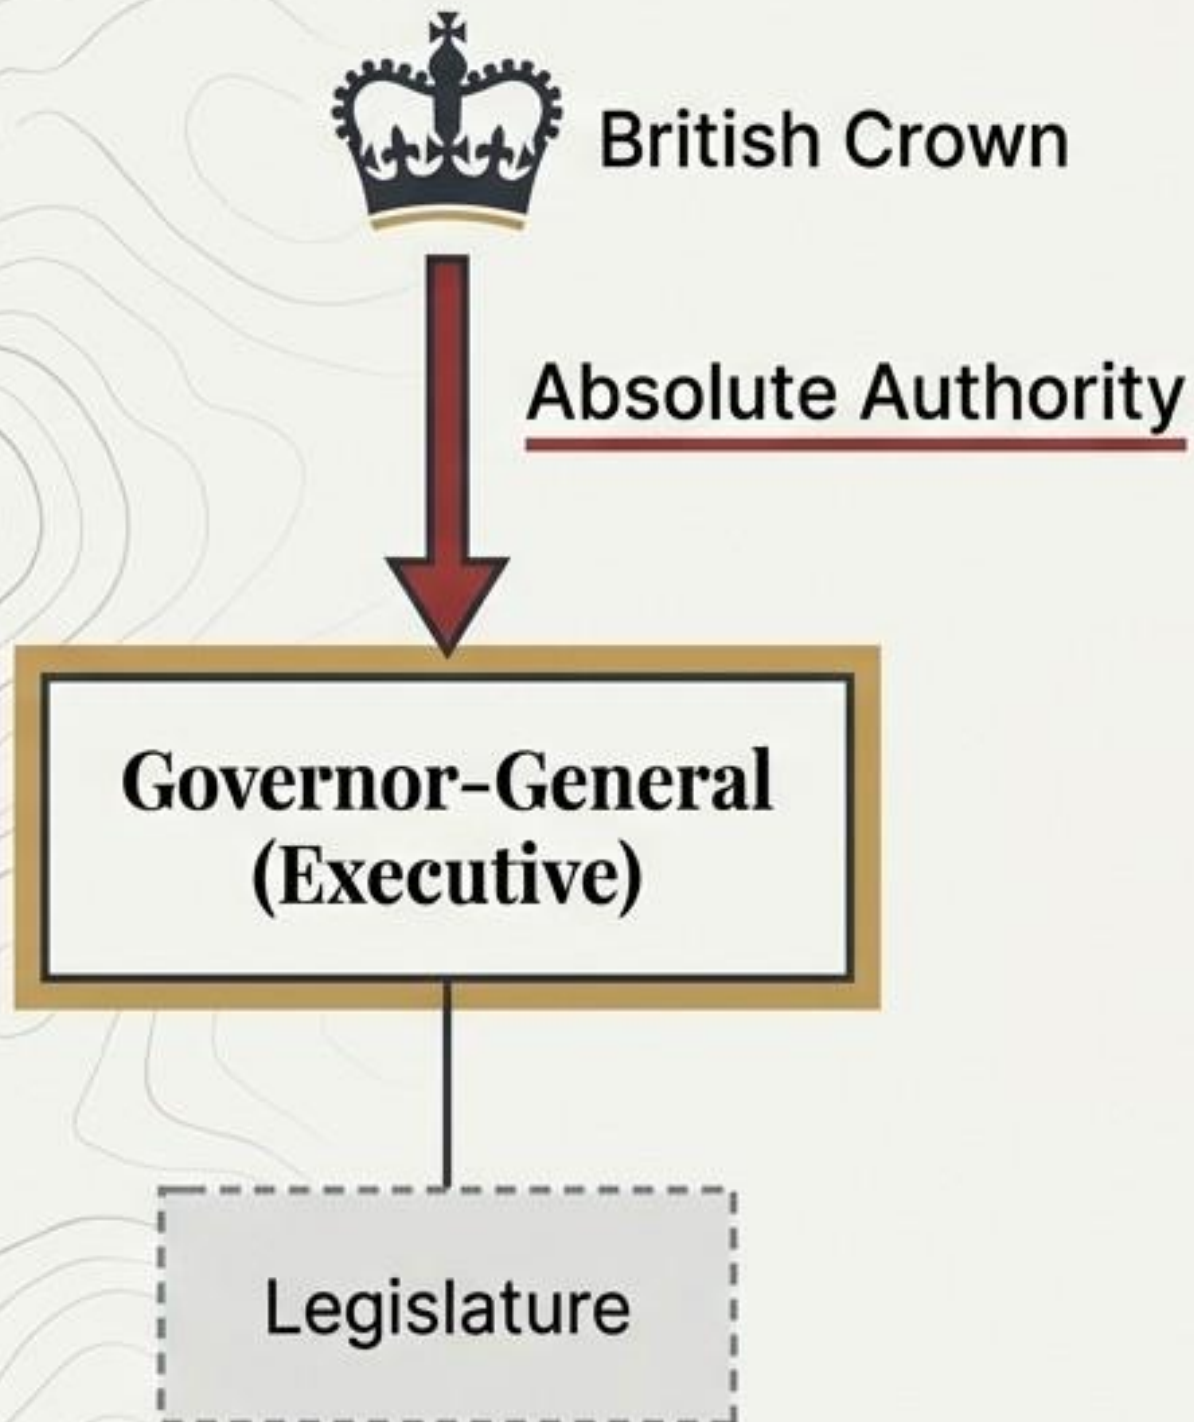 British Crown
Absolute Authority
Governor-General
(Executive)
Legislature